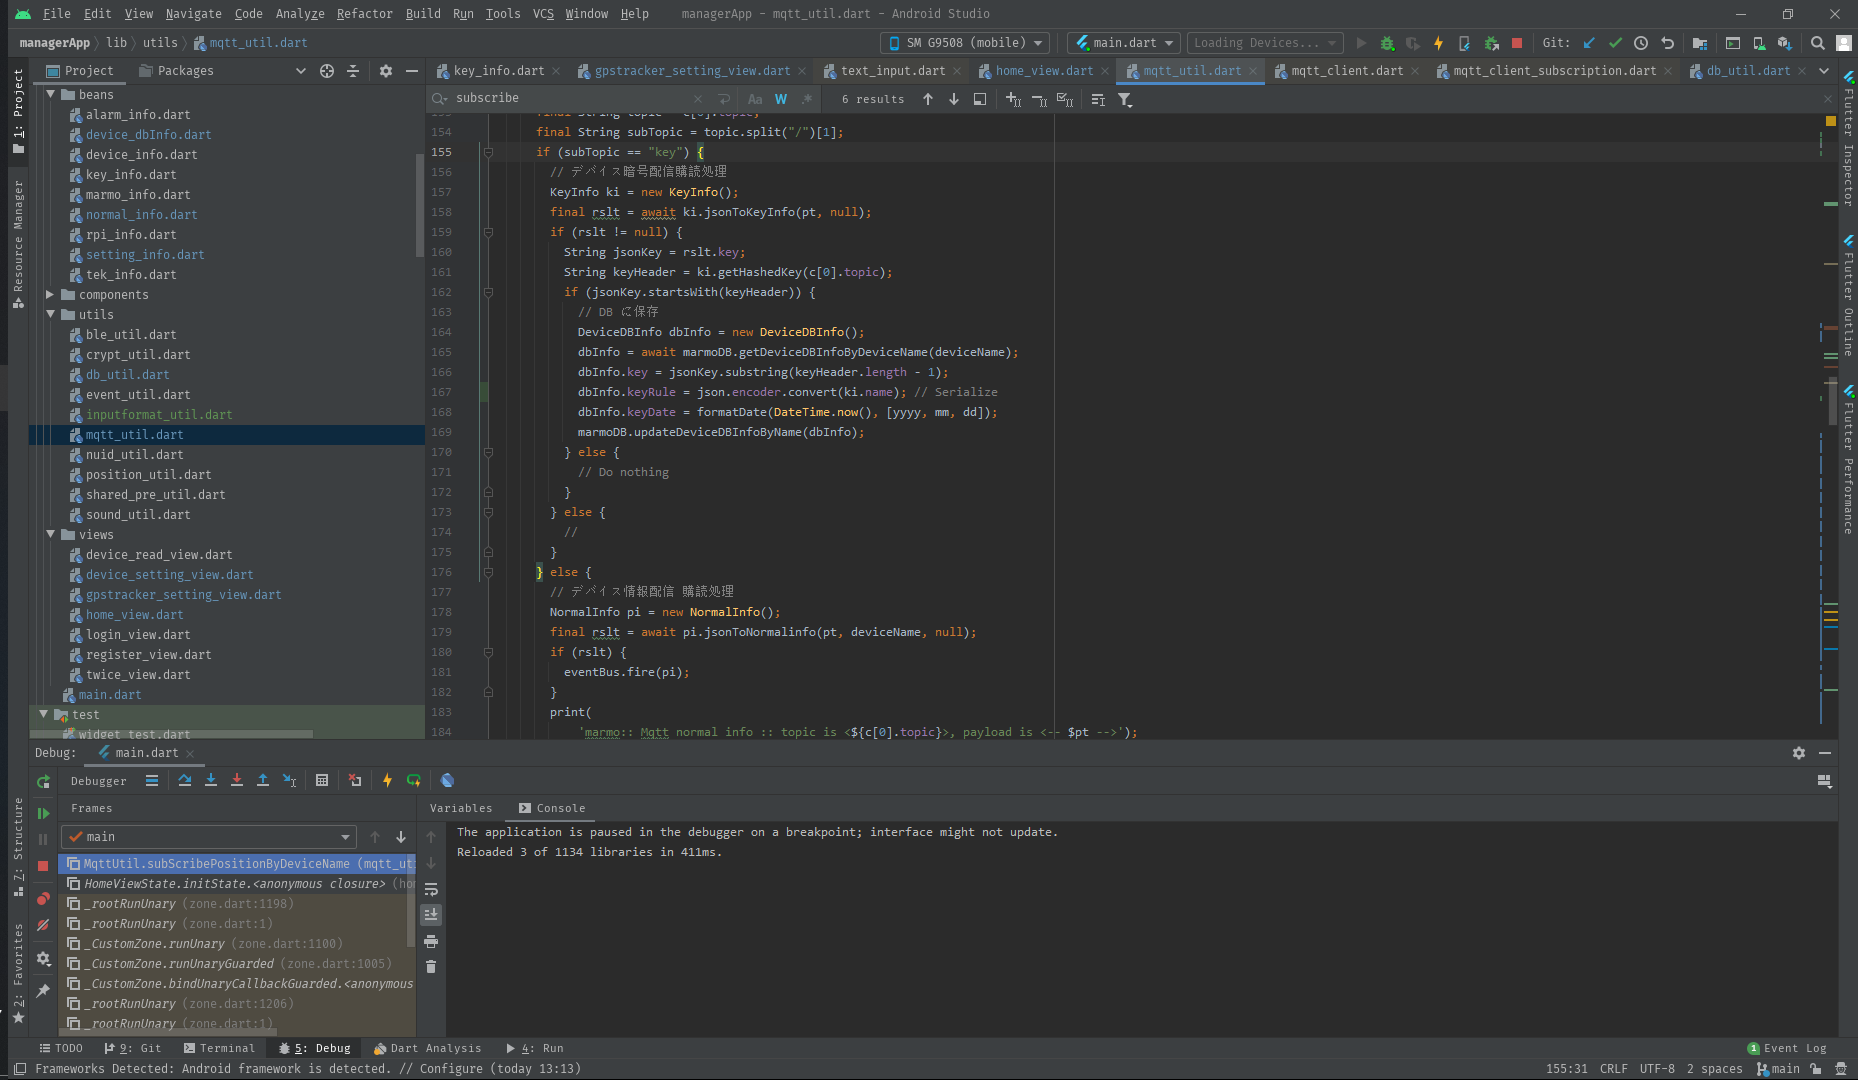 File Edit View Navigate Code Analyze Refactor Build Run Tools VCS Window Help managerApp - mqtt_util.dart - Android Studio
managerApp lib utils mqtt_util.dart SM G9508 (mobile) main.dart Loading Devices... Git:
1: Project
Resource Manager
7: Structure
2: Favorites
Project Packages
beans
alarm_info.dart
device_dbInfo.dart
device_info.dart
key_info.dart
marmo_info.dart
normal_info.dart
rpi_info.dart
setting_info.dart
tek_info.dart
components
utils
ble_util.dart
crypt_util.dart
db_util.dart
event_util.dart
inputformat_util.dart
mqtt_util.dart
nuid_util.dart
position_util.dart
shared_pre_util.dart
sound_util.dart
views
device_read_view.dart
device_setting_view.dart
gpstracker_setting_view.dart
home_view.dart
login_view.dart
register_view.dart
twice_view.dart
main.dart
test
widget_test.dart
key_info.dart gpstracker_setting_view.dart text_input.dart home_view.dart mqtt_util.dart mqtt_client.dart mqtt_client_subscription.dart db_util.dart
subscribe Aa W .* 6 results
153 final String topic = c[0].topic;
154 final String subTopic = topic.split("/")[1];
155 if (subTopic == "key") {
156 // デバイス暗号配信購読処理
157 KeyInfo ki = new KeyInfo();
158 final rslt = await ki.jsonToKeyInfo(pt, null);
159 if (rslt != null) {
160 String jsonKey = rslt.key;
161 String keyHeader = ki.getHashedKey(c[0].topic);
162 if (jsonKey.startsWith(keyHeader)) {
163 // DB に保存
164 DeviceDBInfo dbInfo = new DeviceDBInfo();
165 dbInfo = await marmoDB.getDeviceDBInfoByDeviceName(deviceName);
166 dbInfo.key = jsonKey.substring(keyHeader.length - 1);
167 dbInfo.keyRule = json.encoder.convert(ki.name); // Serialize
168 dbInfo.keyDate = formatDate(DateTime.now(), [yyyy, mm, dd]);
169 marmoDB.updateDeviceDBInfoByName(dbInfo);
170 } else {
171 // Do nothing
172 }
173 } else {
174 //
175 }
176 } else {
177 // デバイス情報配信 購読処理
178 NormalInfo pi = new NormalInfo();
179 final rslt = await pi.jsonToNormalinfo(pt, deviceName, null);
180 if (rslt) {
181 eventBus.fire(pi);
182 }
183 print(
184 'marmo:: Mqtt normal info :: topic is <${c[0].topic}>, payload is <-- $pt -->');
Flutter Inspector
Flutter Outline
Flutter Performance
Debug: main.dart
Debugger
Frames
main
MqttUtil.subScribePositionByDeviceName (mqtt_uti
HomeViewState.initState.<anonymous closure> (hom
_rootRunUnary (zone.dart:1198)
_rootRunUnary (zone.dart:1)
_CustomZone.runUnary (zone.dart:1100)
_CustomZone.runUnaryGuarded (zone.dart:1005)
_CustomZone.bindUnaryCallbackGuarded.<anonymous
_rootRunUnary (zone.dart:1206)
_rootRunUnary (zone.dart:1)
Variables Console
The application is paused in the debugger on a breakpoint; interface might not update.
Reloaded 3 of 1134 libraries in 411ms.
TODO 9: Git Terminal 5: Debug Dart Analysis 4: Run 1 Event Log
Frameworks Detected: Android framework is detected. // Configure (today 13:13) 155:31 CRLF UTF-8 2 spaces main